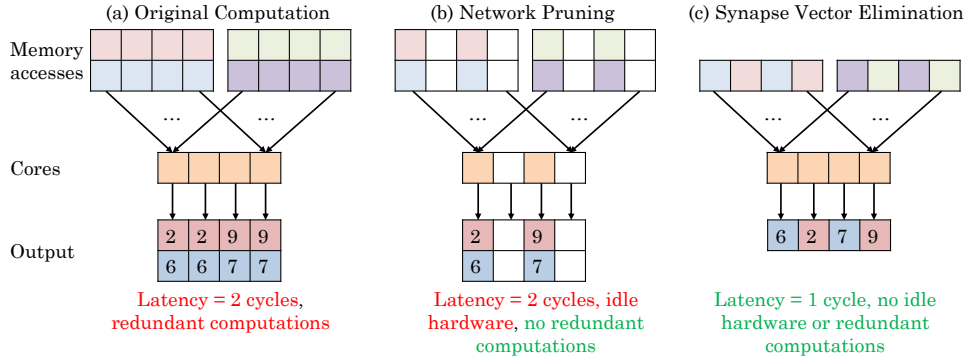 (a) Original Computation
(b) Network Pruning
(c) Synapse Vector Elimination
Memory
accesses
...
...
...
...
...
...
Cores
Output
2 2 9 9
6 6 7 7
2 9
6 7
6 2 7 9
Latency = 2 cycles,
redundant computations
Latency = 2 cycles, idle
hardware, no redundant
computations
Latency = 1 cycle, no idle
hardware or redundant
computations